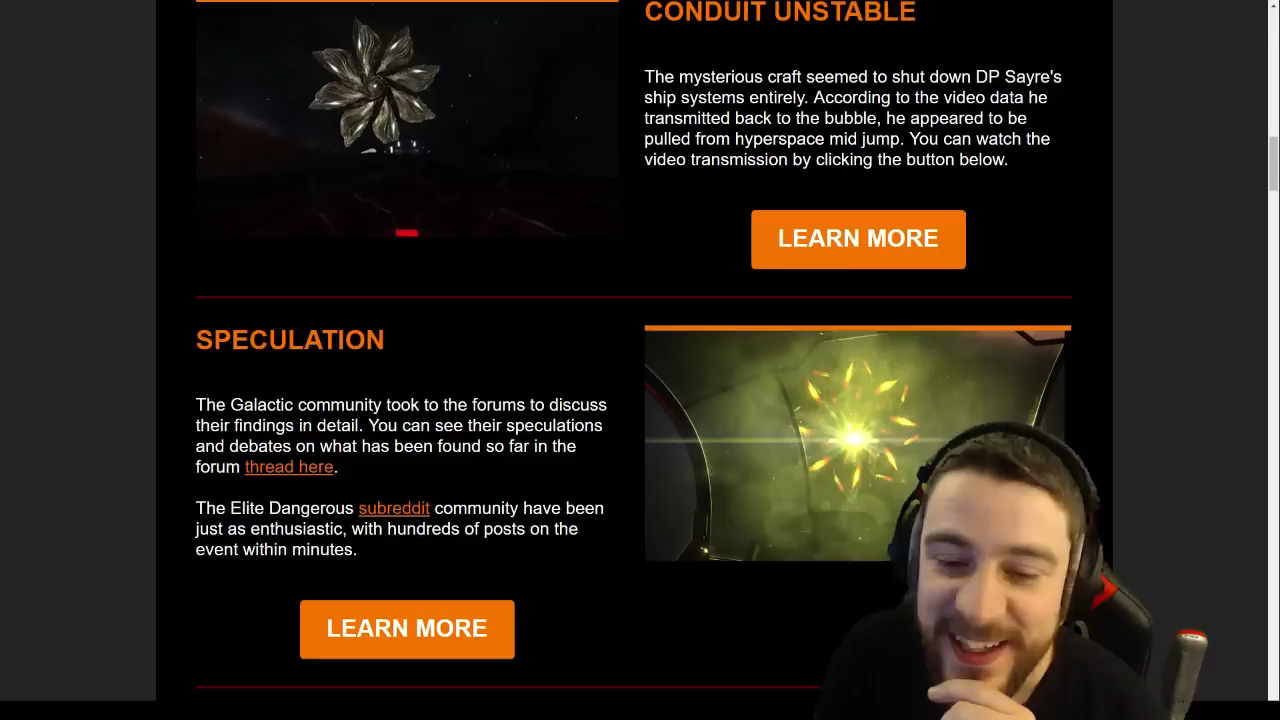 CONDUIT UNSTABLE
The mysterious craft seemed to shut down DP Sayre's
ship systems entirely. According to the video data he
transmitted back to the bubble, he appeared to be
pulled from hyperspace mid jump. You can watch the
video transmission by clicking the button below.
LEARN MORE
SPECULATION
The Galactic community took to the forums to discuss
their findings in detail. You can see their speculations
and debates on what has been found so far in the
forum thread here.
The Elite Dangerous subreddit community have been
just as enthusiastic, with hundreds of posts on the
event within minutes.
LEARN MORE